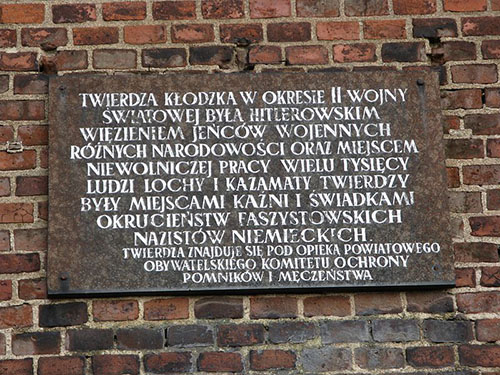 TWIERDZA KŁODZKA W OKRESIE II WOJNY
ŚWIATOWEJ BYŁA HITLEROWSKIM
WIĘZIENIEM JEŃCÓW WOJENNYCH
RÓŻNYCH NARODOWOŚCI ORAZ MIEJSCEM
NIEWOLNICZEJ PRACY WIELU TYSIĘCY
LUDZI LOCHY I KAZAMATY TWIERDZY
BYŁY MIEJSCAMI KAŹNI I ŚWIADKAMI
OKRUCIEŃSTW FASZYSTOWSKICH
NAZISTÓW NIEMIECKICH
TWIERDZA ZNAJDUJE SIĘ POD OPIEKĄ POWIATOWEGO
OBYWATELSKIEGO KOMITETU OCHRONY
POMNIKÓW I MĘCZEŃSTWA